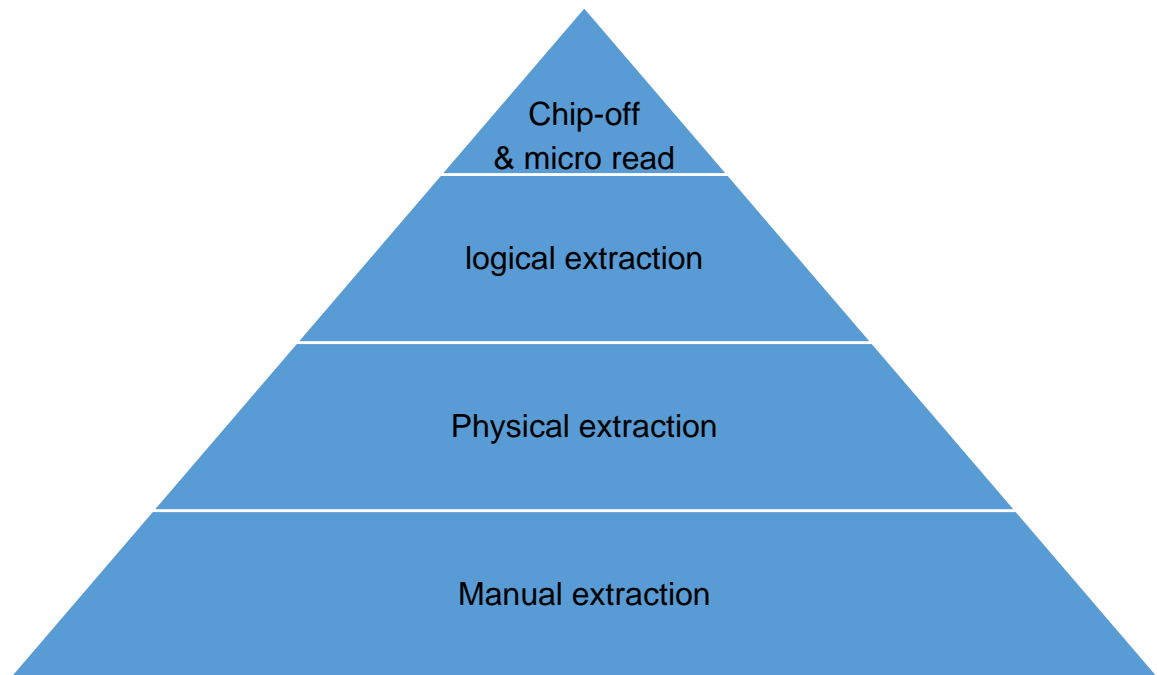 Chip-off
& micro read
logical extraction
Physical extraction
Manual extraction